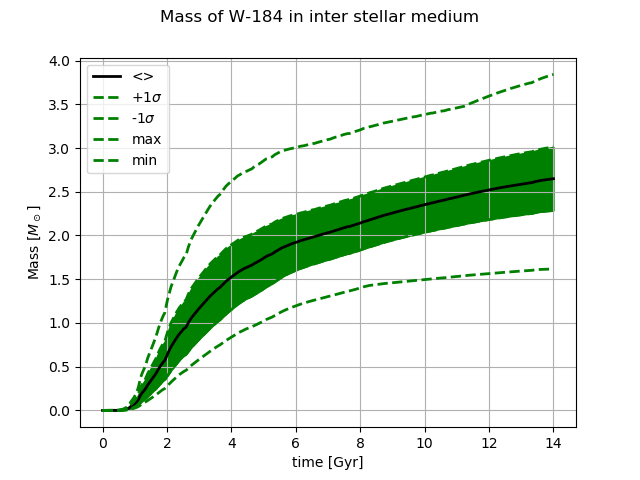 Mass of W-184 in inter stellar medium
4.0
3.5
3.0
2.5
2.0
1.5
1.0
0.5
0.0
Mass [M⊙]
<>
+1σ
-1σ
max
min
0 2 4 6 8 10 12 14
time [Gyr]